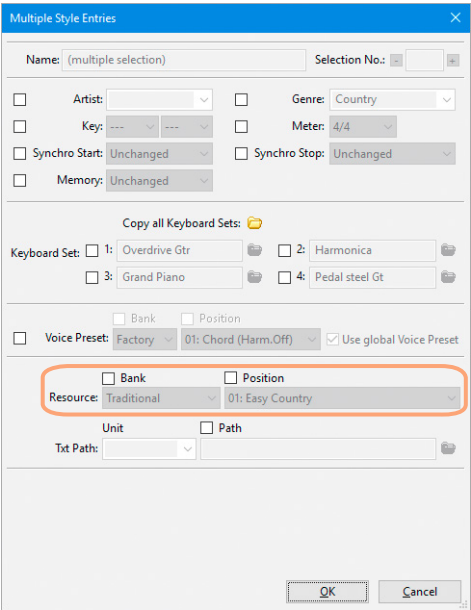 Multiple Style Entries
Name: (multiple selection) Selection No.: - +
Artist: Genre: Country
Key: --- --- Meter: 4/4
Synchro Start: Unchanged Synchro Stop: Unchanged
Memory: Unchanged
Copy all Keyboard Sets:
Keyboard Set: 1: Overdrive Gtr 2: Harmonica
3: Grand Piano 4: Pedal steel Gt
Bank Position
Voice Preset: Factory 01: Chord (Harm.Off) Use global Voice Preset
Bank Position
Resource: Traditional 01: Easy Country
Unit Path
Txt Path:
OK Cancel